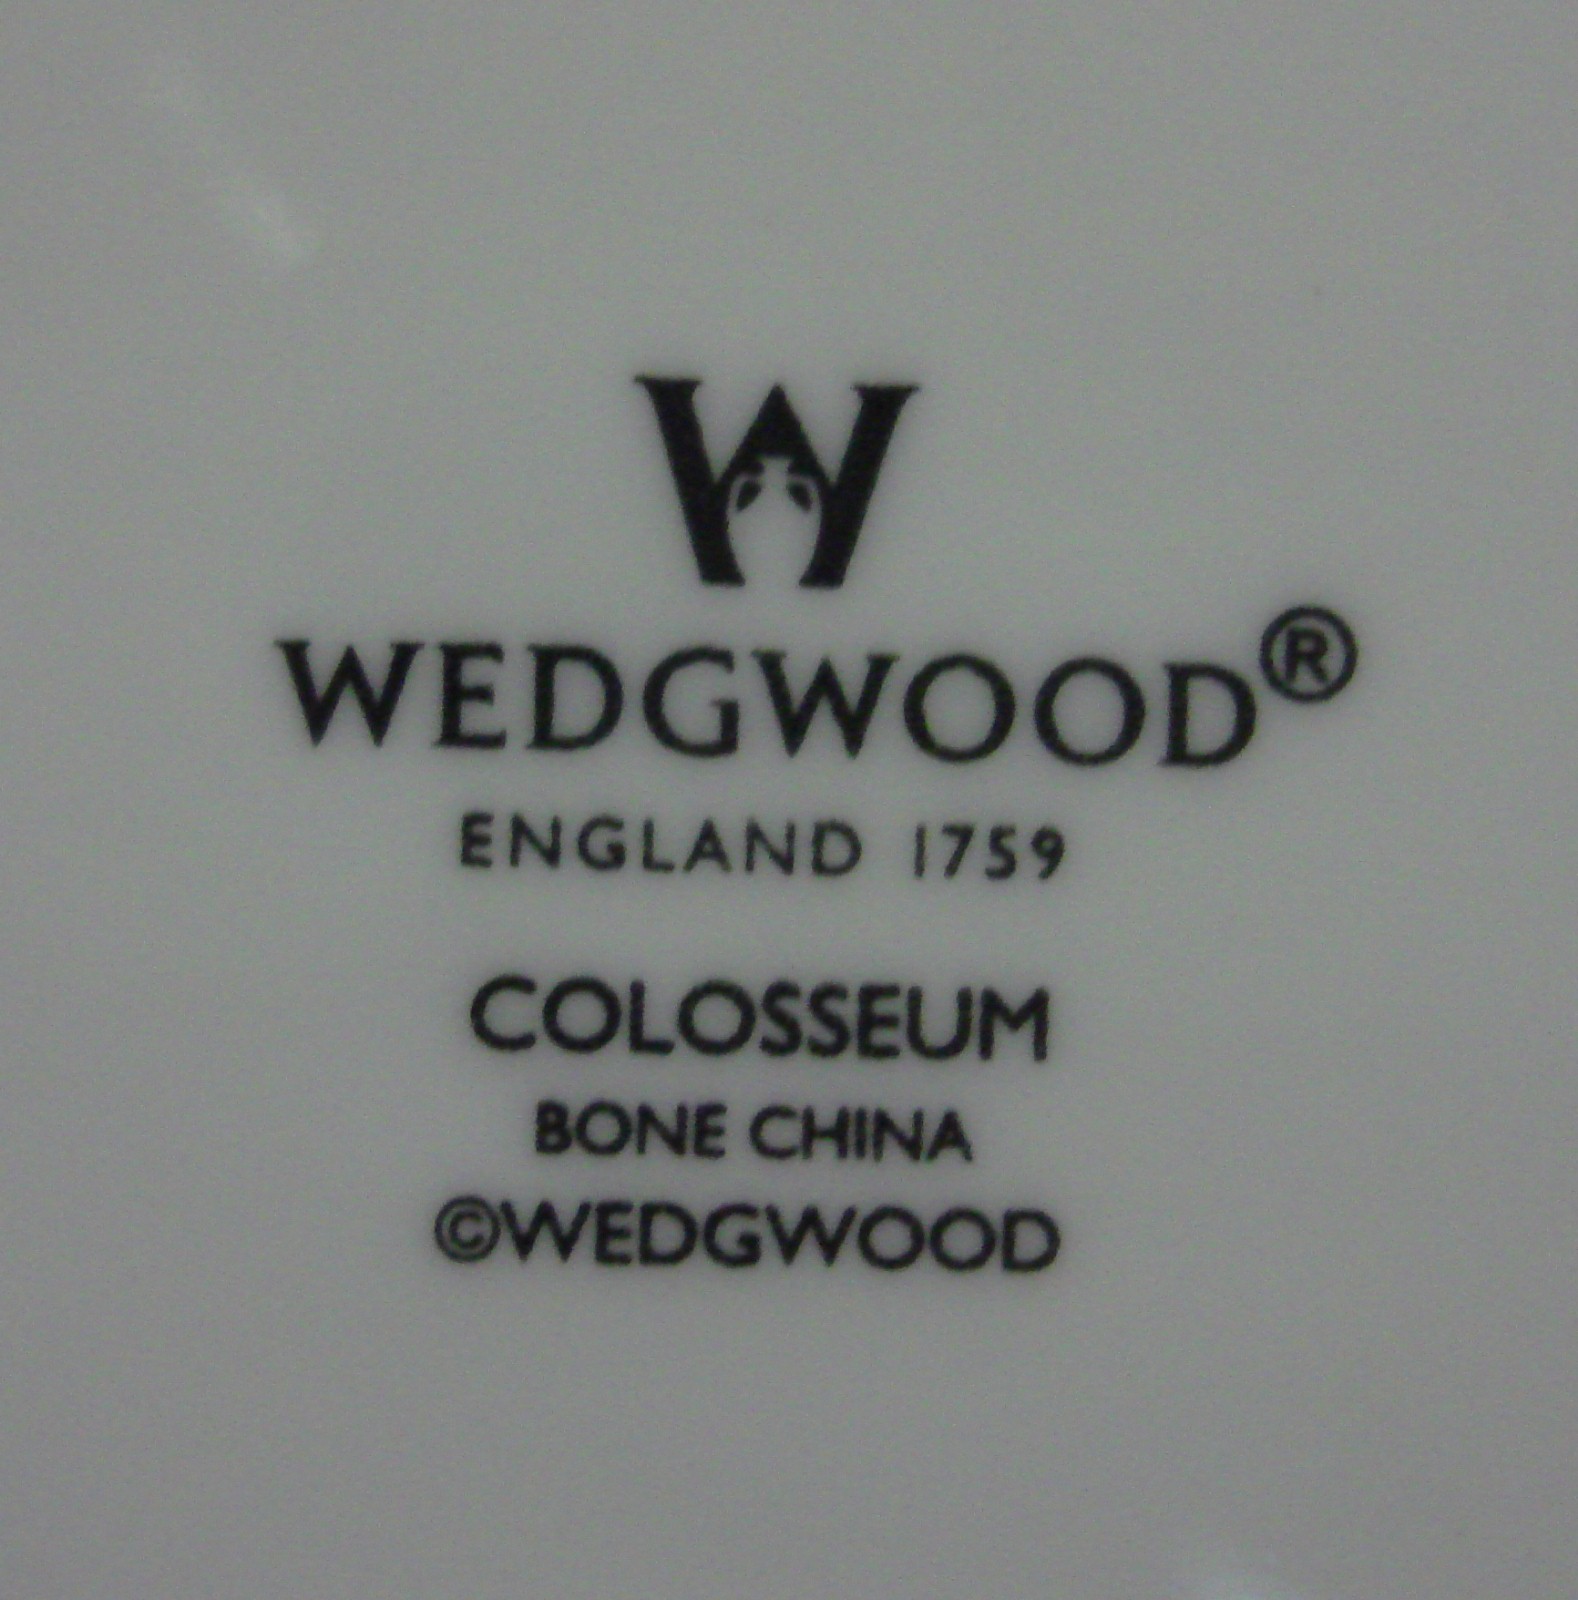 W
WEDGWOOD®
ENGLAND 1759
COLOSSEUM
BONE CHINA
©WEDGWOOD